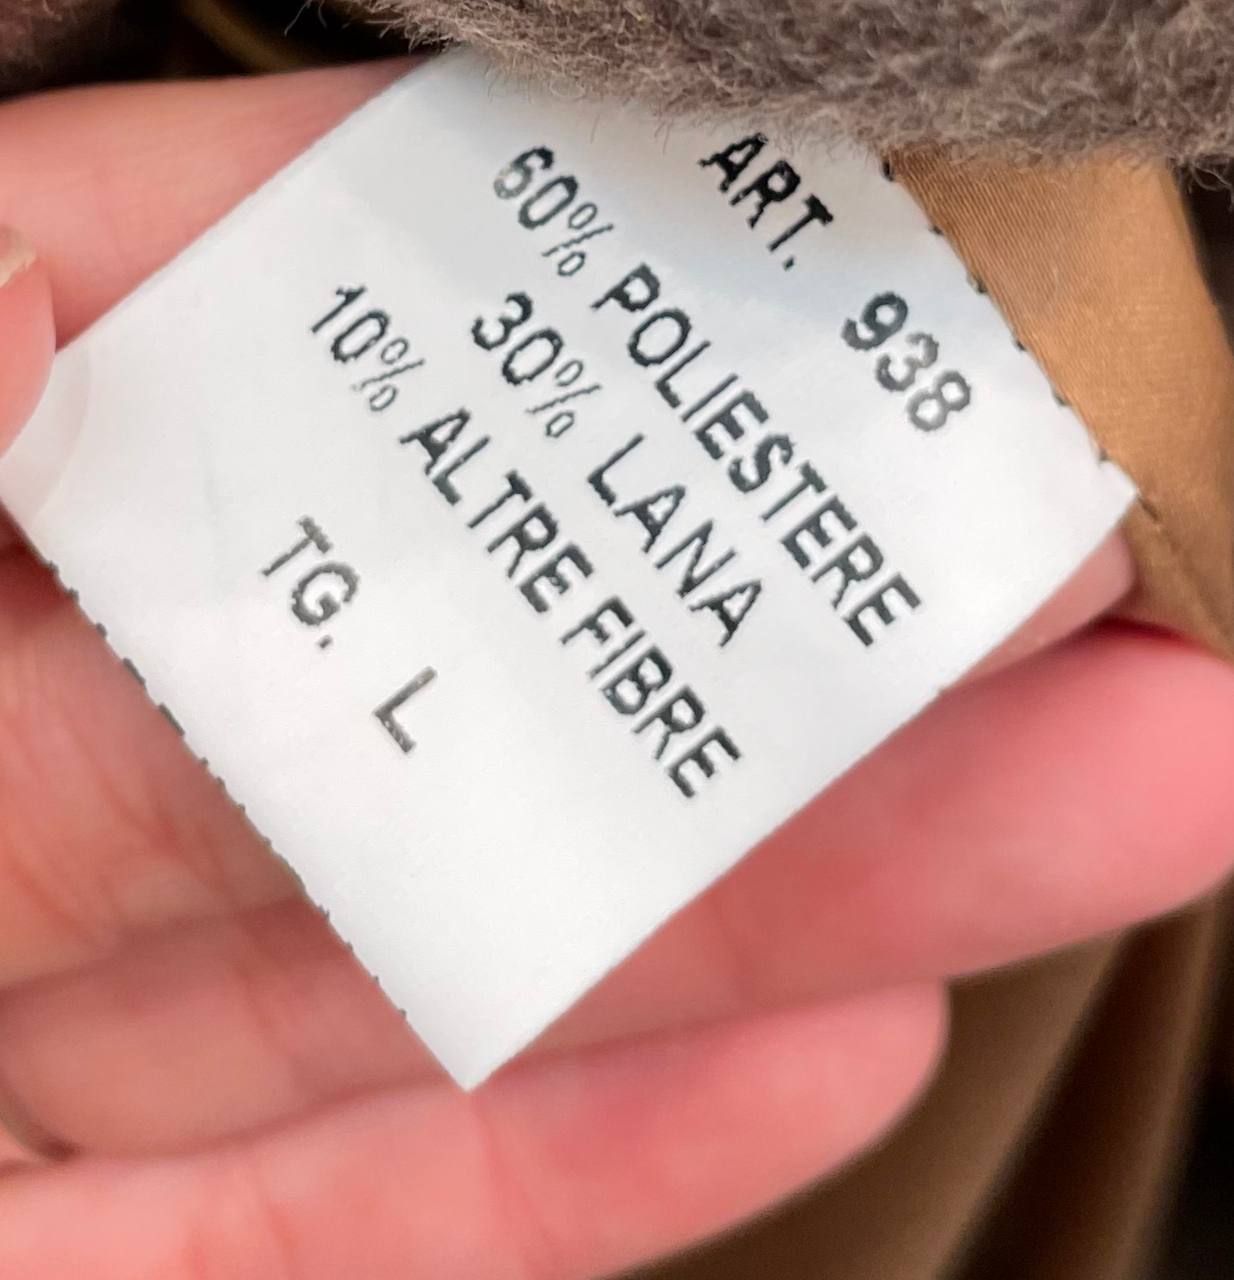 ART. 938
60% POLIESTERE
30% LANA
10% ALTRE FIBRE
TG. L